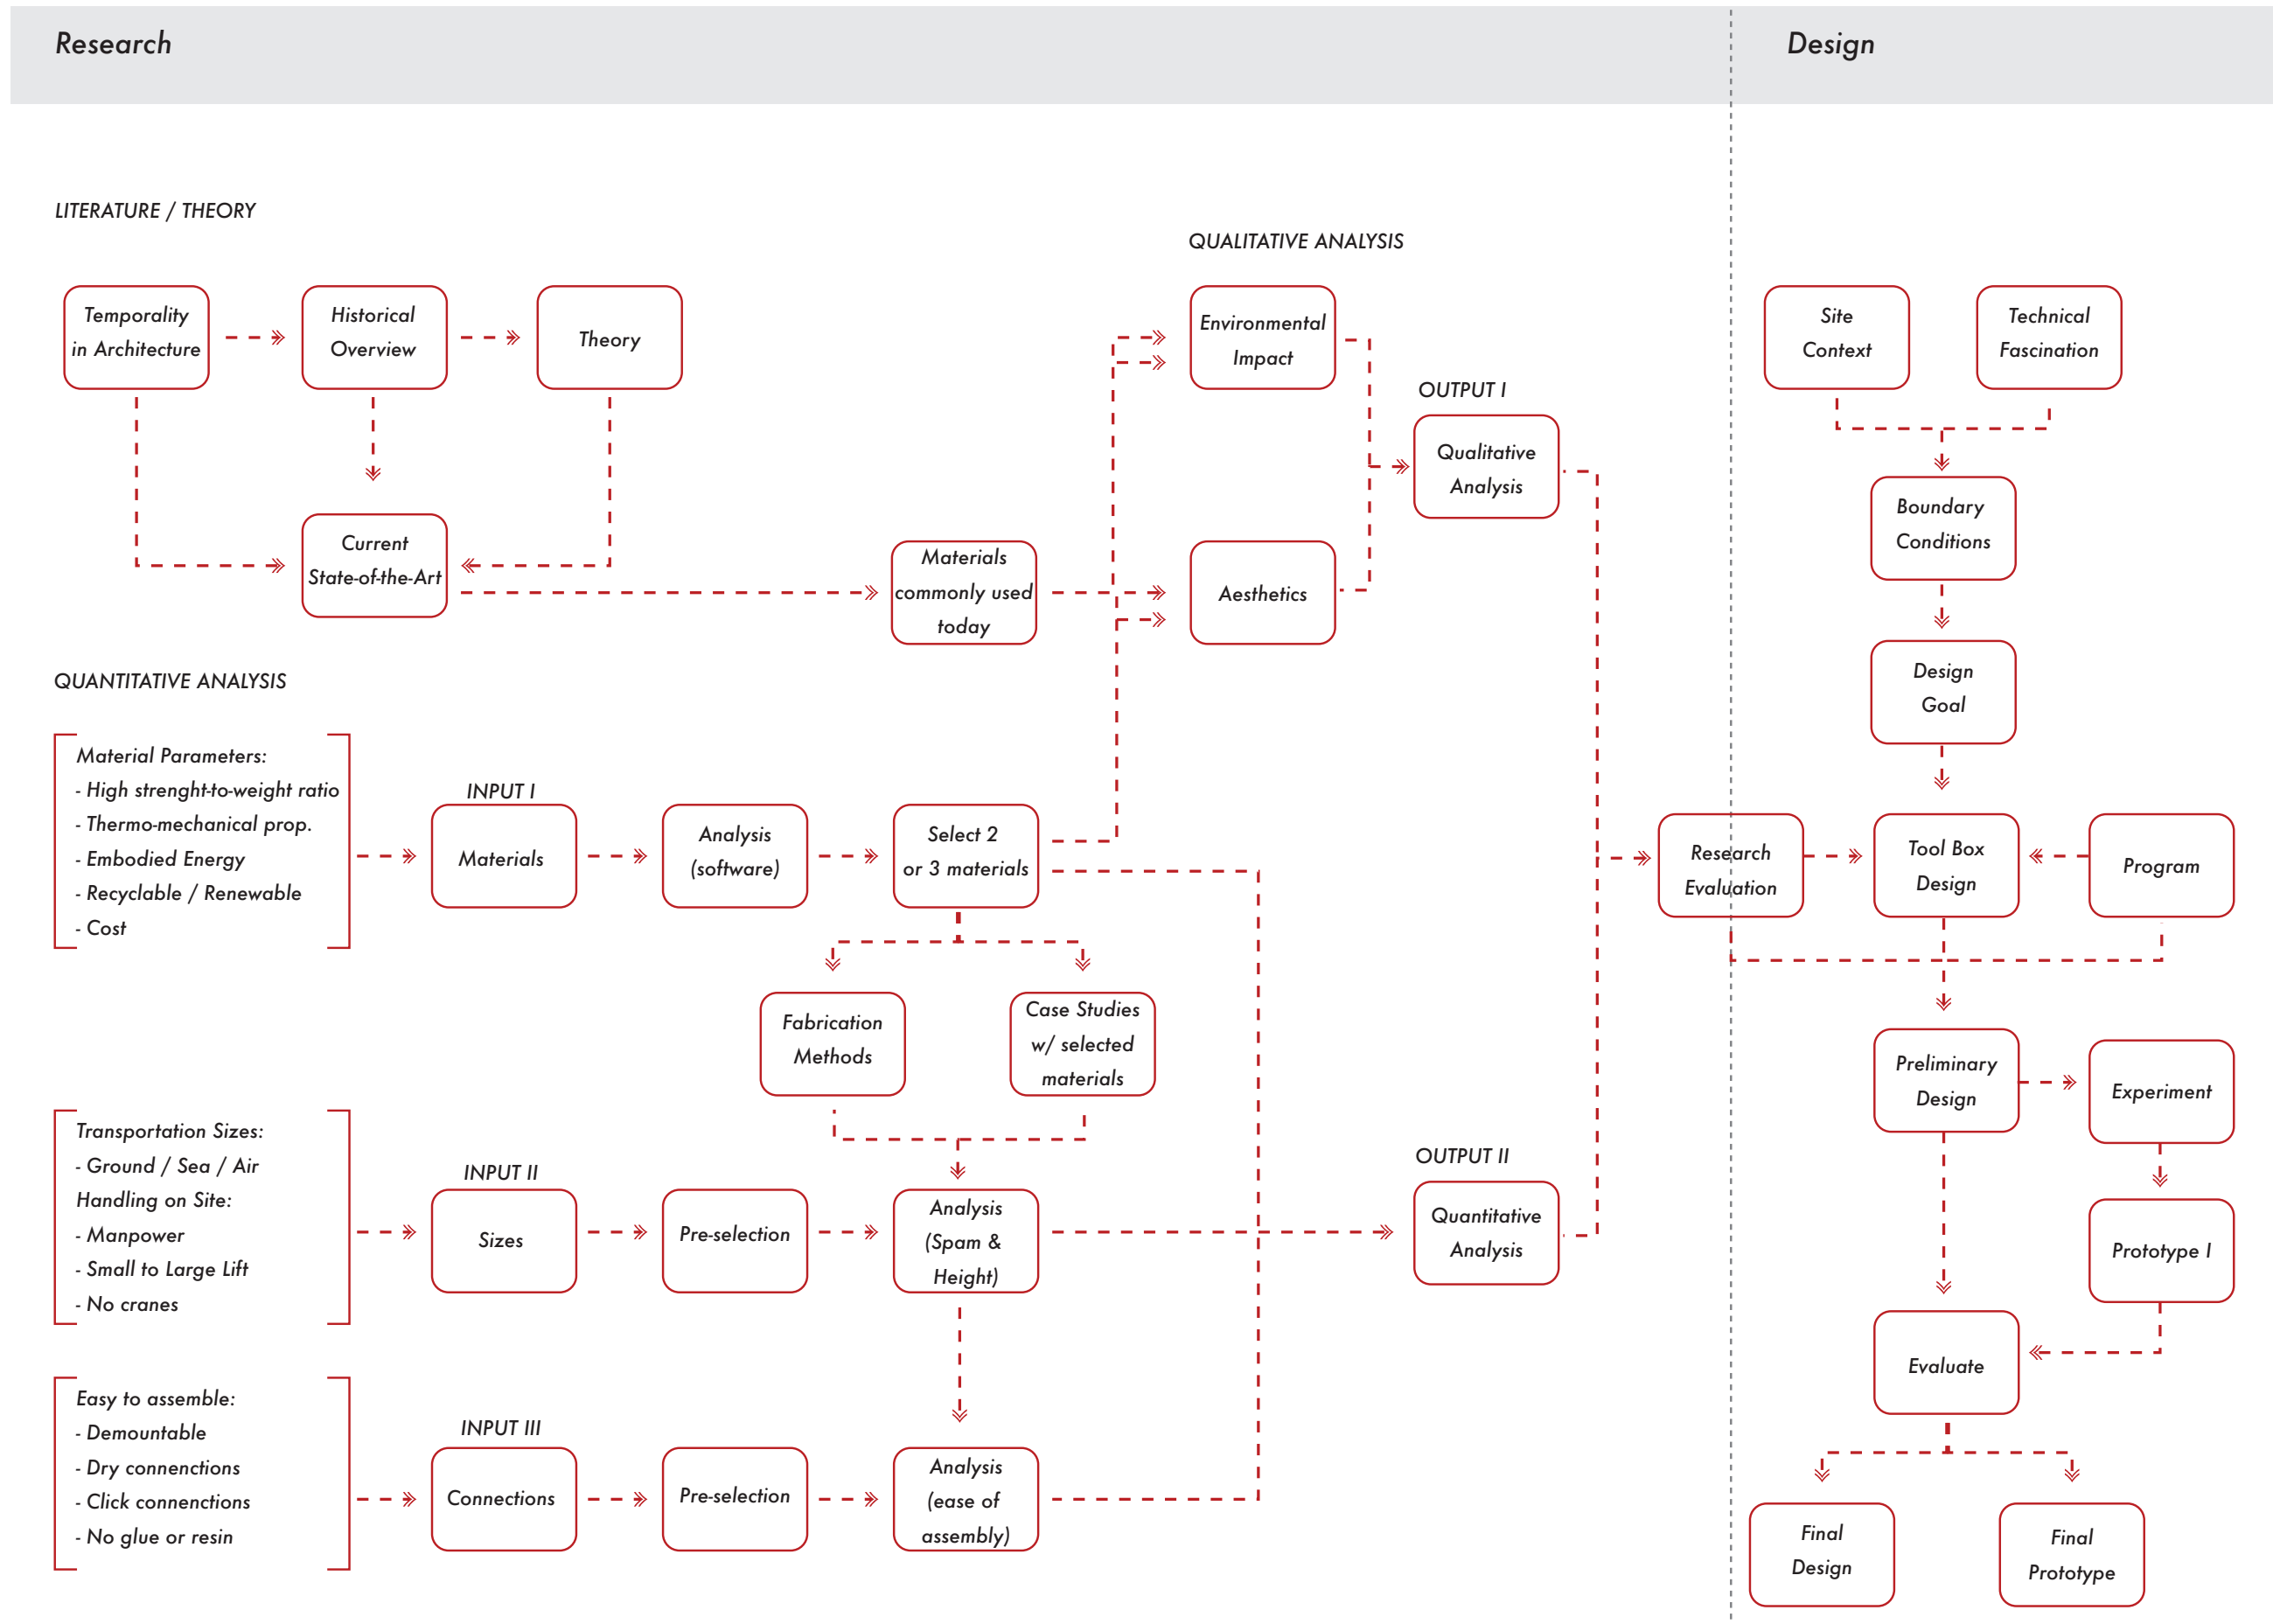 Research
Design
LITERATURE / THEORY
QUALITATIVE ANALYSIS
Temporality
in Architecture
Historical
Overview
Theory
Environmental
Impact
Site
Context
Technical
Fascination
OUTPUT I
Qualitative
Analysis
Boundary
Conditions
Current
State-of-the-Art
Materials
commonly used
today
Aesthetics
Design
Goal
QUANTITATIVE ANALYSIS
Material Parameters:
- High strenght-to-weight ratio
- Thermo-mechanical prop.
- Embodied Energy
- Recyclable / Renewable
- Cost
INPUT I
Materials
Analysis
(software)
Select 2
or 3 materials
Research
Evaluation
Tool Box
Design
Program
Fabrication
Methods
Case Studies
w/ selected
materials
Preliminary
Design
Experiment
Transportation Sizes:
- Ground / Sea / Air
Handling on Site:
- Manpower
- Small to Large Lift
- No cranes
INPUT II
Sizes
Pre-selection
Analysis
(Spam &
Height)
OUTPUT II
Quantitative
Analysis
Prototype I
Evaluate
Easy to assemble:
- Demountable
- Dry connenctions
- Click connenctions
- No glue or resin
INPUT III
Connections
Pre-selection
Analysis
(ease of
assembly)
Final
Design
Final
Prototype